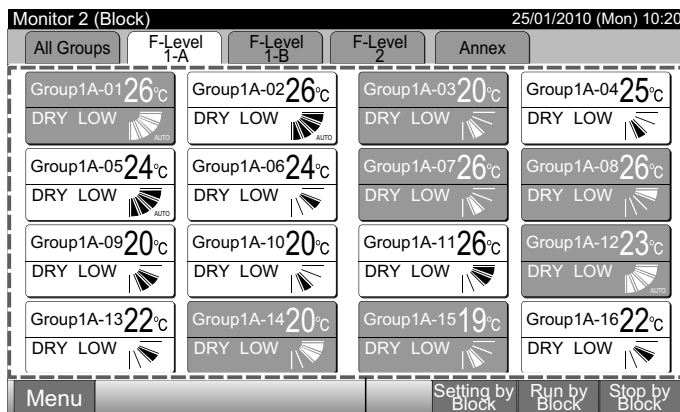 Monitor 2 (Block) 25/01/2010 (Mon) 10:20
All Groups F-Level 1-A F-Level 1-B F-Level 2 Annex
Group1A-01 26°C Group1A-02 26°C Group1A-03 20°C Group1A-04 25°C
DRY LOW AUTO DRY LOW AUTO DRY LOW DRY LOW
Group1A-05 24°C Group1A-06 24°C Group1A-07 26°C Group1A-08 26°C
DRY LOW AUTO DRY LOW DRY LOW DRY LOW
Group1A-09 20°C Group1A-10 20°C Group1A-11 26°C Group1A-12 23°C
DRY LOW DRY LOW DRY LOW DRY LOW AUTO
Group1A-13 22°C Group1A-14 20°C Group1A-15 19°C Group1A-16 22°C
DRY LOW DRY LOW DRY LOW DRY LOW
Menu Setting by Block Run by Block Stop by Block